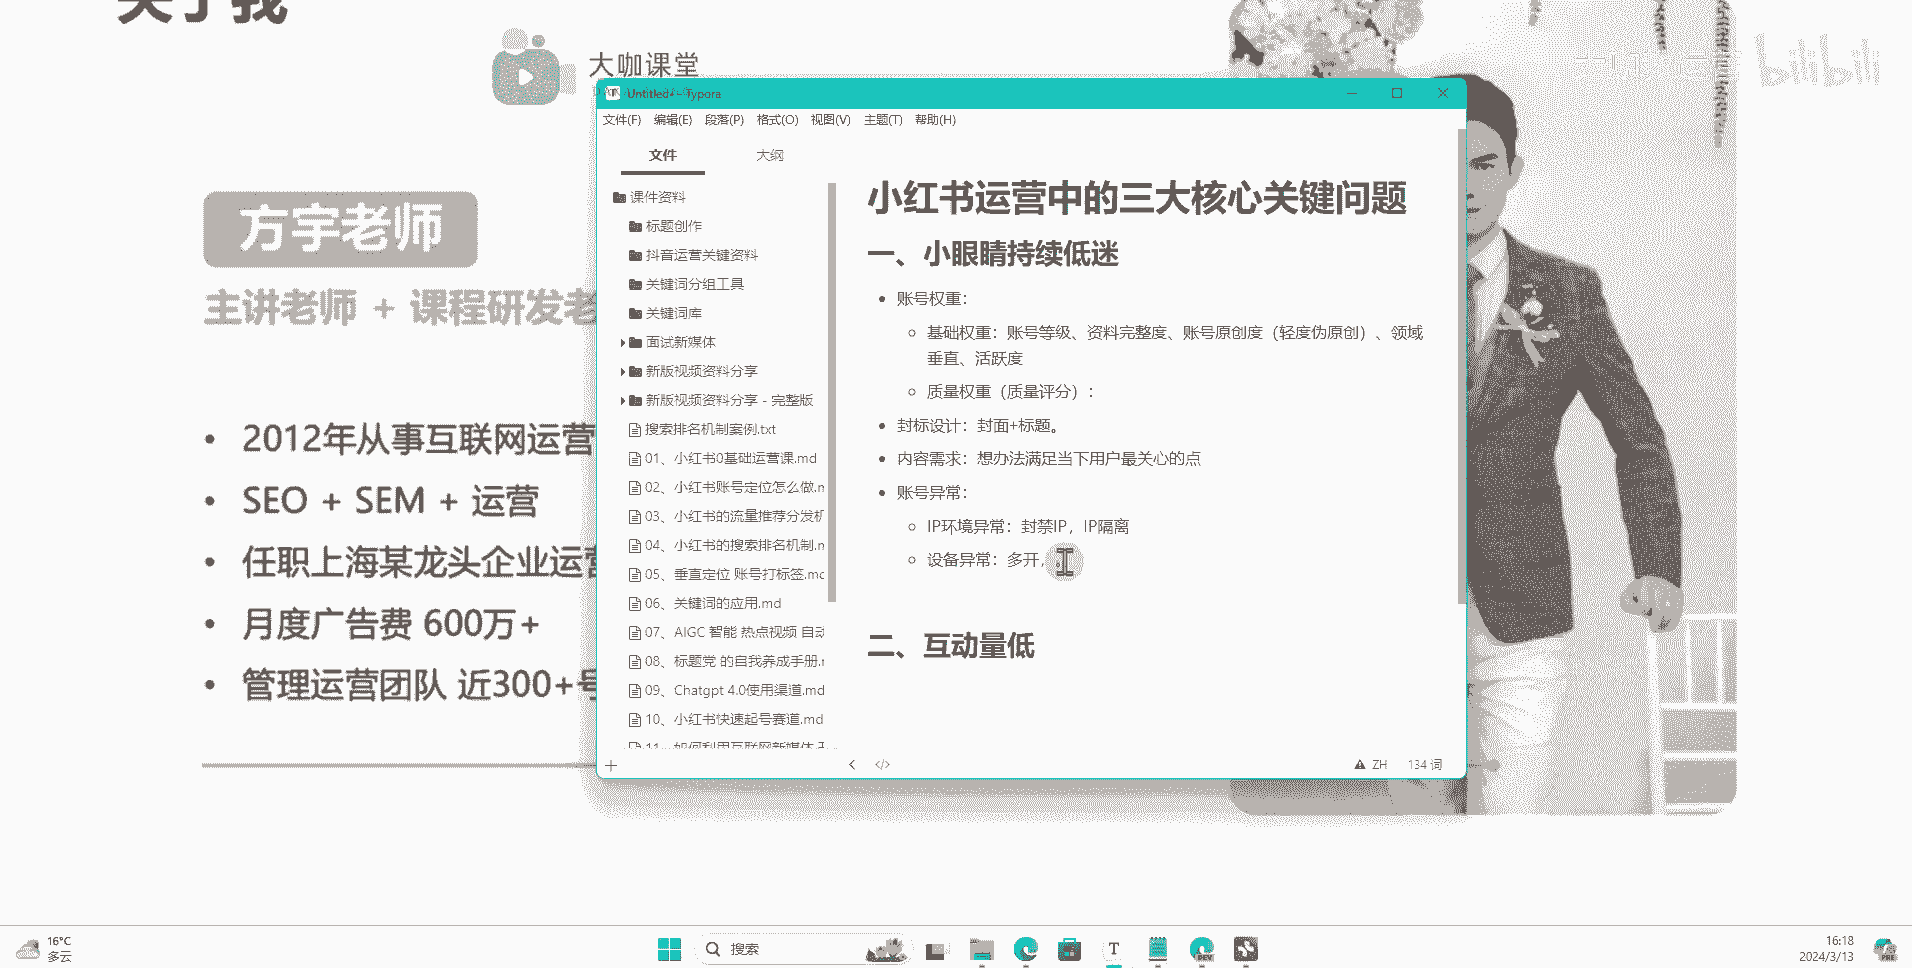 关于我
大咖课堂
bilibili
方宇老师
主讲老师 + 课程研发老
2012年从事互联网运营
SEO + SEM + 运营
任职上海某龙头企业运营
月度广告费 600万+
管理运营团队 近300+号
Untitled• - Typora
文件(F) 编辑(E) 段落(P) 格式(O) 视图(V) 主题(T) 帮助(H)
文件 大纲
课件资料
标题创作
抖音运营关键资料
关键词分组工具
关键词库
面试新媒体
新版视频资料分享
新版视频资料分享 - 完整版
搜索排名机制案例.txt
01、小红书0基础运营课.md
02、小红书账号定位怎么做.m
03、小红书的流量推荐分发机
04、小红书的搜索排名机制.m
05、垂直定位 账号打标签.mc
06、关键词的应用.md
07、AIGC 智能 热点视频 自动
08、标题党 的自我养成手册.r
09、Chatgpt 4.0使用渠道.md
10、小红书快速起号赛道.md
11、如何利用互联网新媒体
小红书运营中的三大核心关键问题
一、小眼睛持续低迷
账号权重：
基础权重：账号等级、资料完整度、账号原创度（轻度伪原创）、领域
垂直、活跃度
质量权重（质量评分）：
封标设计：封面+标题。
内容需求：想办法满足当下用户最关心的点
账号异常：
IP环境异常：封禁IP，IP隔离
设备异常：多开，
二、互动量低
ZH 134 词
16°C
多云
搜索
T
DEV
16:18
2024/3/13
PRE